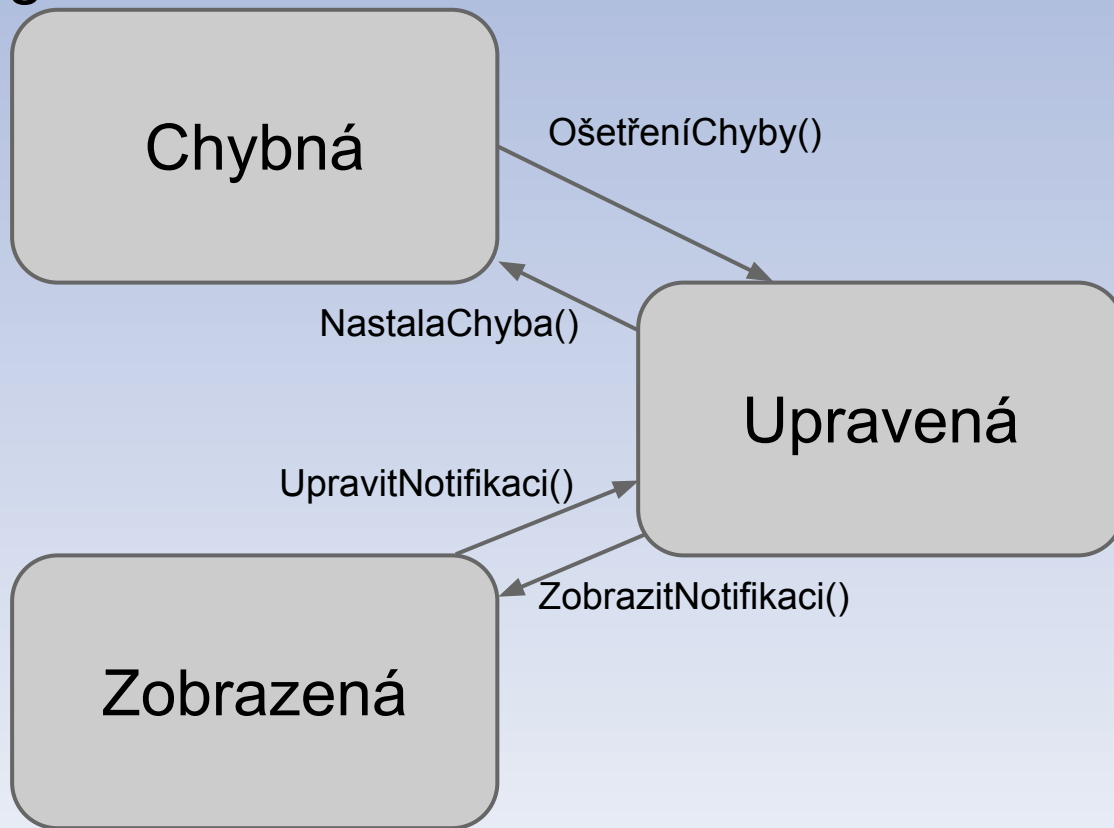 Chybná
OšetřeníChyby()
NastalaChyba()
Upravená
UpravitNotifikaci()
ZobrazitNotifikaci()
Zobrazená